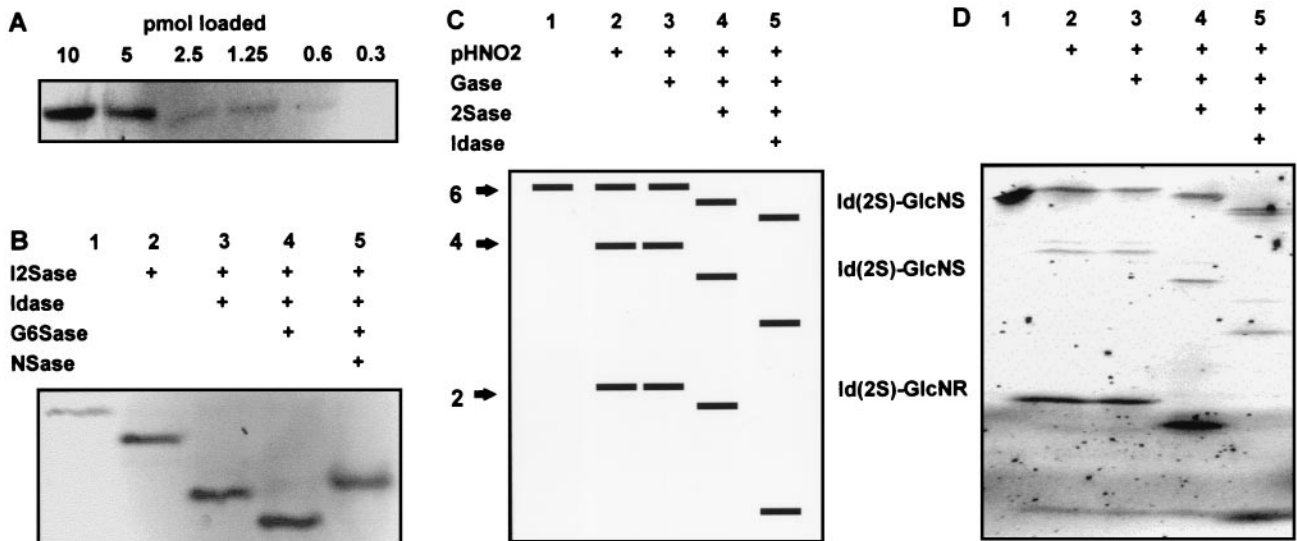 A
pmol loaded
10 5 2.5 1.25 0.6 0.3
B 1 2 3 4 5
I2Sase + + + +
Idase + + +
G6Sase + +
NSase +
C 1 2 3 4 5
pHNO2 + + + +
Gase + + +
2Sase + +
Idase +
6
4
2
Id(2S)-GlcNS
Id(2S)-GlcNS
Id(2S)-GlcNR
D 1 2 3 4 5
+ + + +
+ + +
+ +
+